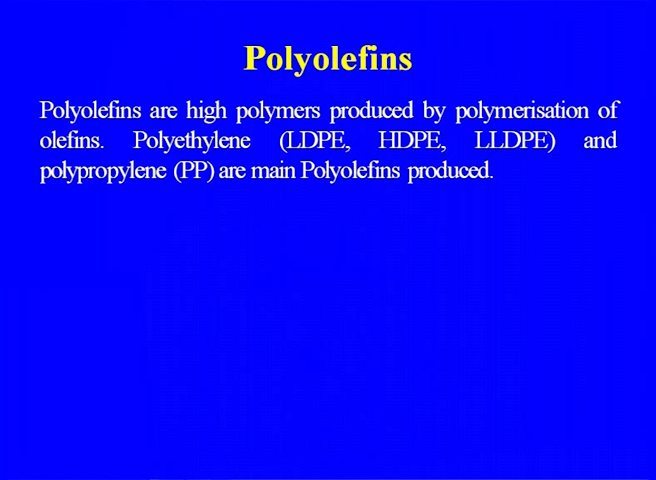 Polyolefins
Polyolefins are high polymers produced by polymerisation of
olefins. Polyethylene (LDPE, HDPE, LLDPE) and
polypropylene (PP) are main Polyolefins produced.